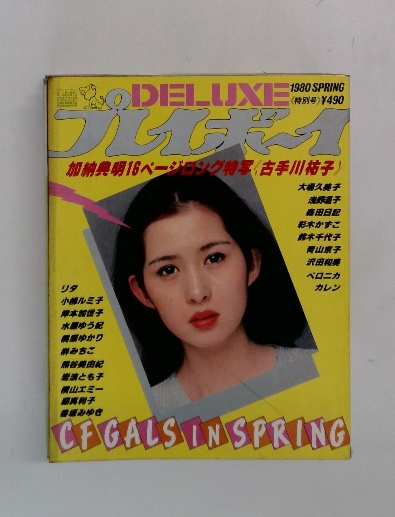 DELUXE
1980 SPRING
〈特別号〉¥490
プレイボーイ
加納典明16ページロング特写〈古手川祐子〉
大場久美子
浅野温子
森田日記
彩木かずこ
鈴木千代子
青山京子
沢田和美
ベロニカ
カレン
リタ
小柳ルミ子
岸本加世子
水原ゆう紀
桐原ゆかり
朝みちこ
熊谷美由紀
岩浪とも子
横山エミー
原真利子
香坂みゆき
CF GALS IN SPRING